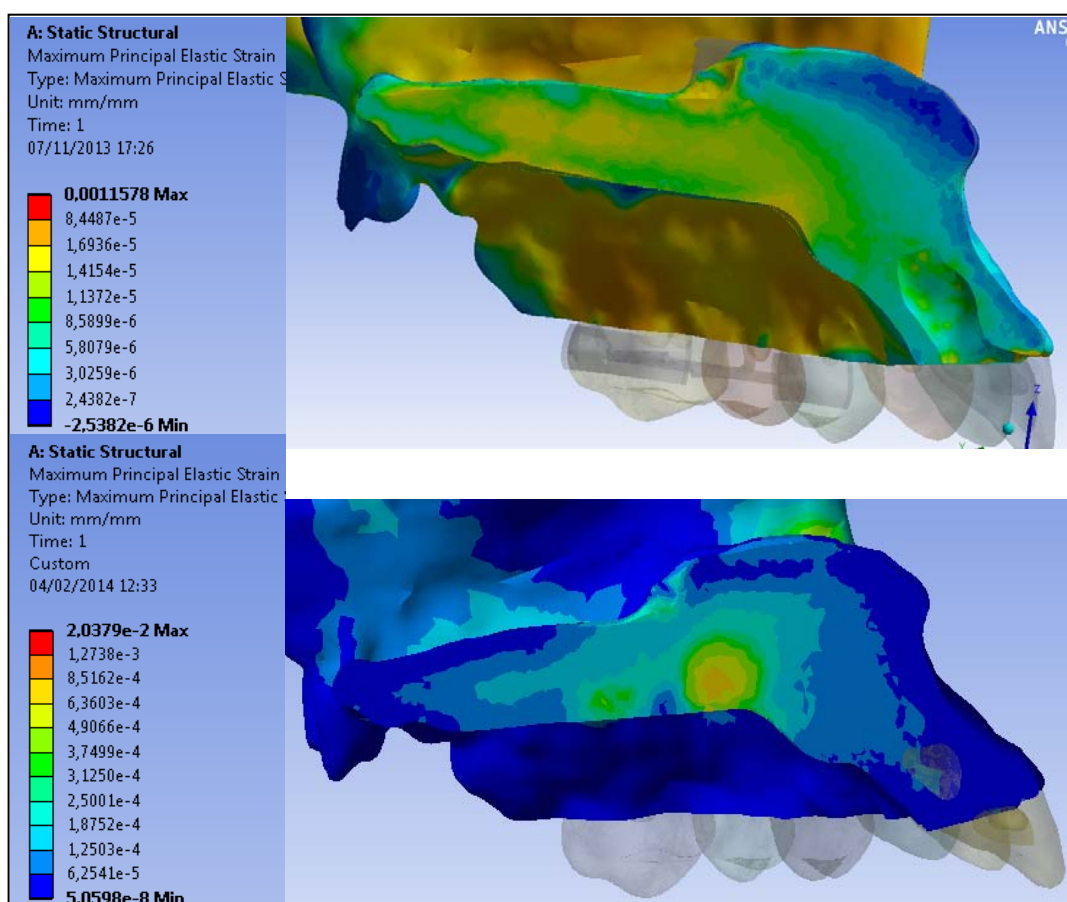 A: Static Structural
Maximum Principal Elastic Strain
Type: Maximum Principal Elastic S
Unit: mm/mm
Time: 1
07/11/2013 17:26
0,0011578 Max
8,4487e-5
1,6936e-5
1,4154e-5
1,1372e-5
8,5899e-6
5,8079e-6
3,0259e-6
2,4382e-7
-2,5382e-6 Min
ANS
Z
Y
A: Static Structural
Maximum Principal Elastic Strain
Type: Maximum Principal Elastic
Unit: mm/mm
Time: 1
Custom
04/02/2014 12:33
2,0379e-2 Max
1,2738e-3
8,5162e-4
6,3603e-4
4,9066e-4
3,7499e-4
3,1250e-4
2,5001e-4
1,8752e-4
1,2503e-4
6,2541e-5
5,0598e-8 Min